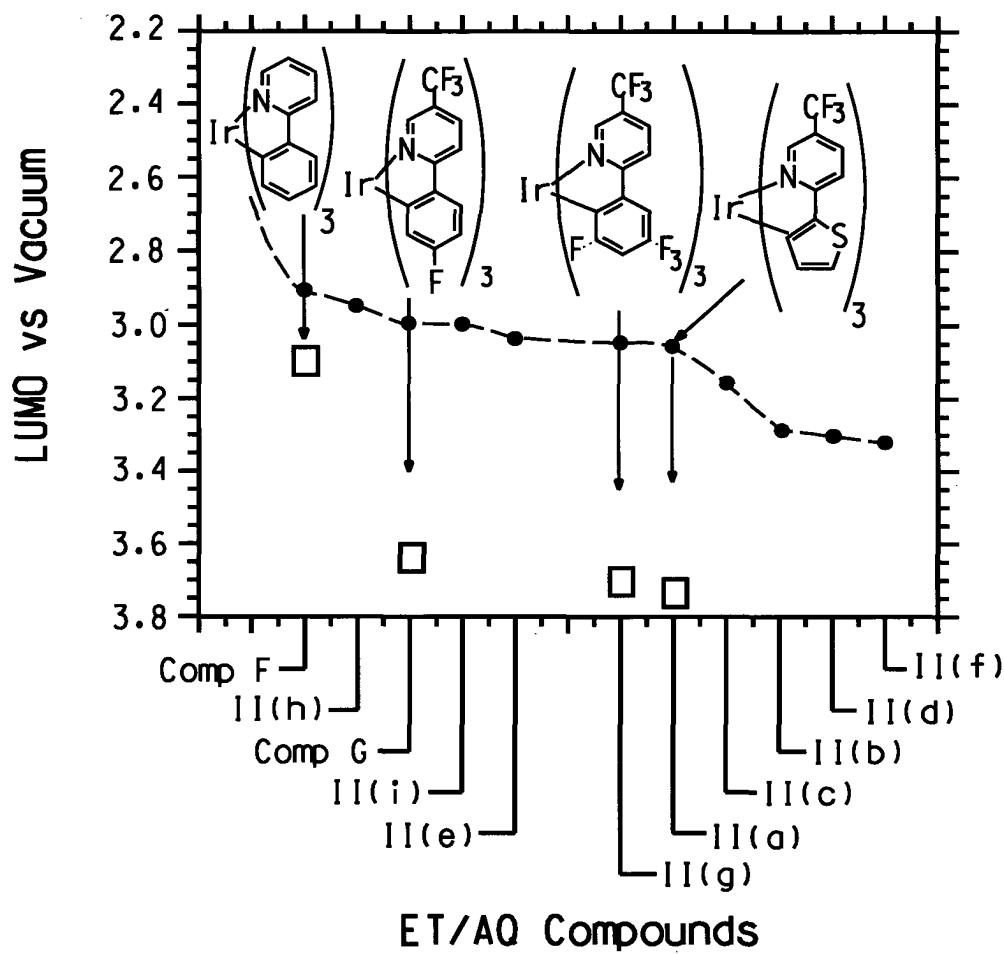 2.2
2.4
2.6
2.8
3.0
3.2
3.4
3.6
3.8
LUMO vs Vacuum
N
Ir
3
CF3
N
Ir
F
3
CF3
N
Ir
F
F3
3
CF3
N
Ir
S
3
Comp F
II(h)
Comp G
II(i)
II(e)
II(f)
II(d)
II(b)
II(c)
II(a)
II(g)
ET/AQ Compounds